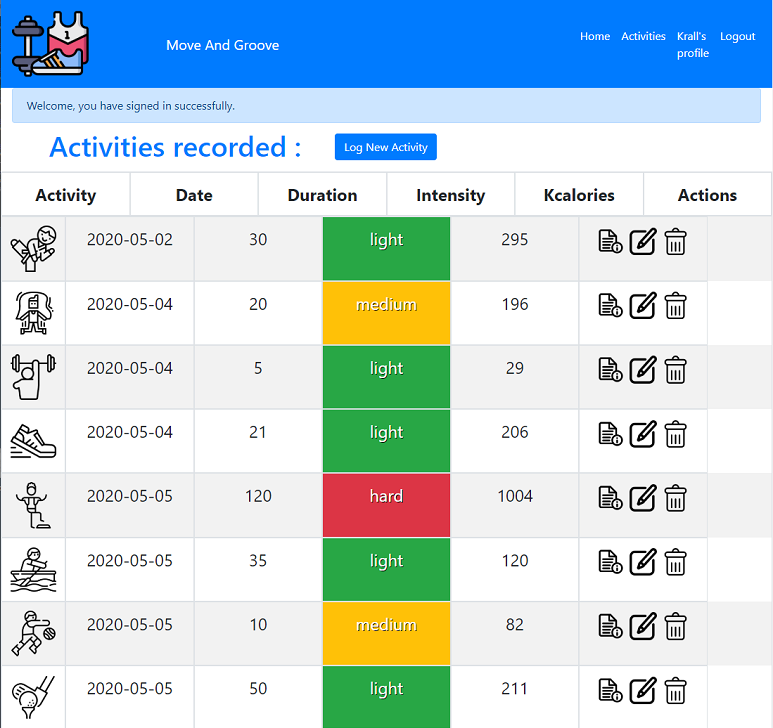 1
Move And Groove
Home Activities Krall's profile Logout
Welcome, you have signed in successfully.
Activities recorded :
Log New Activity
Activity Date Duration Intensity Kcalories Actions
2020-05-02 30 light 295
2020-05-04 20 medium 196
2020-05-04 5 light 29
2020-05-04 21 light 206
2020-05-05 120 hard 1004
2020-05-05 35 light 120
2020-05-05 10 medium 82
2020-05-05 50 light 211